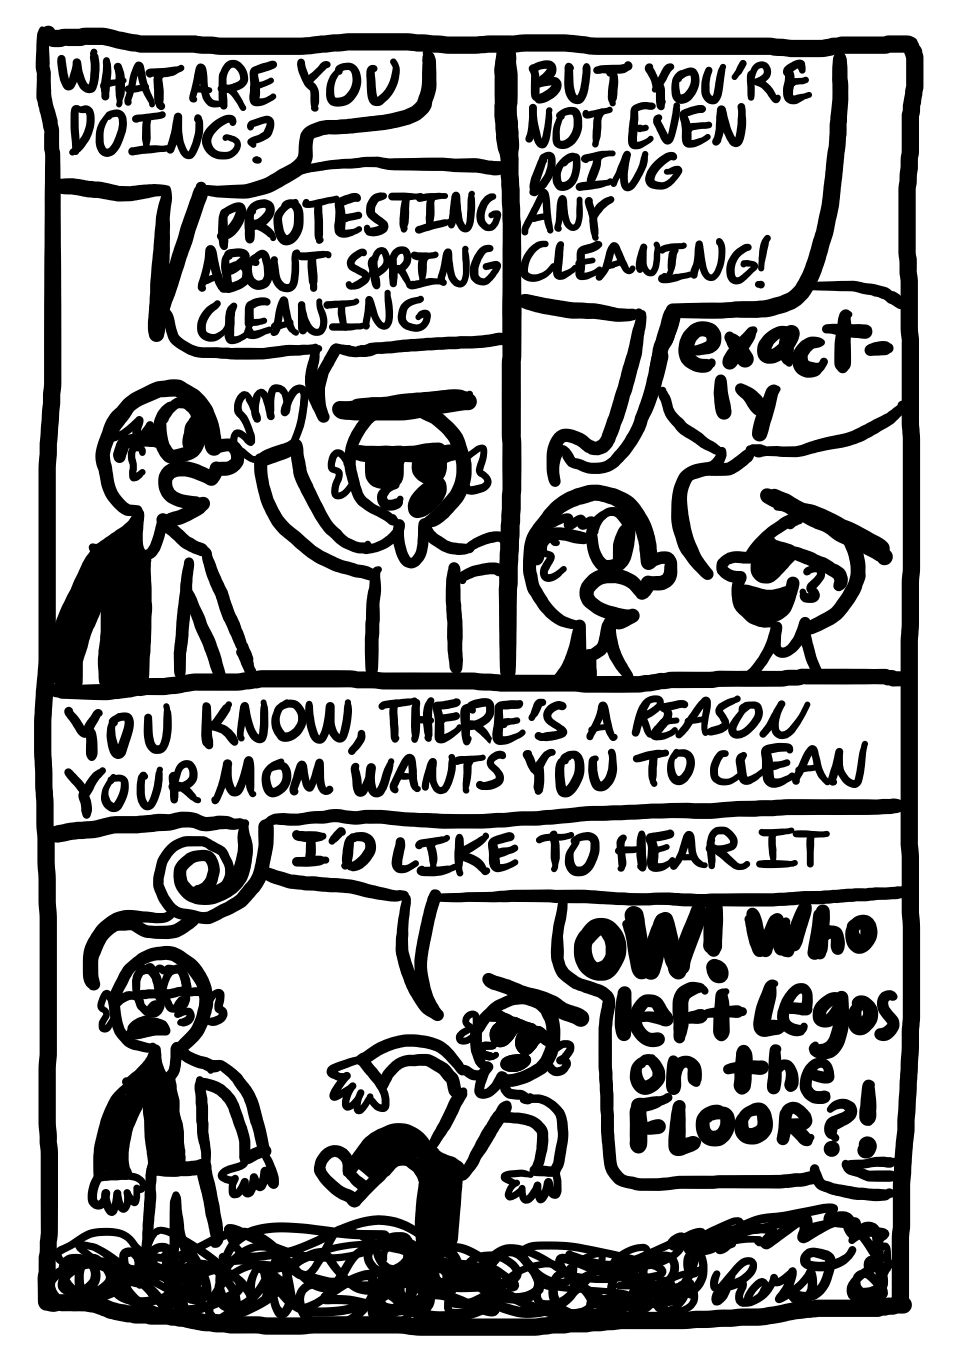 WHAT ARE YOU
DOING?
PROTESTING
ABOUT SPRING
CLEANING
BUT YOU'RE
NOT EVEN
DOING
ANY
CLEANING!
exact-
ly
YOU KNOW, THERE'S A REASON
YOUR MOM WANTS YOU TO CLEAN
I'D LIKE TO HEAR IT
OW! Who
left Legos
on the
FLOOR?!